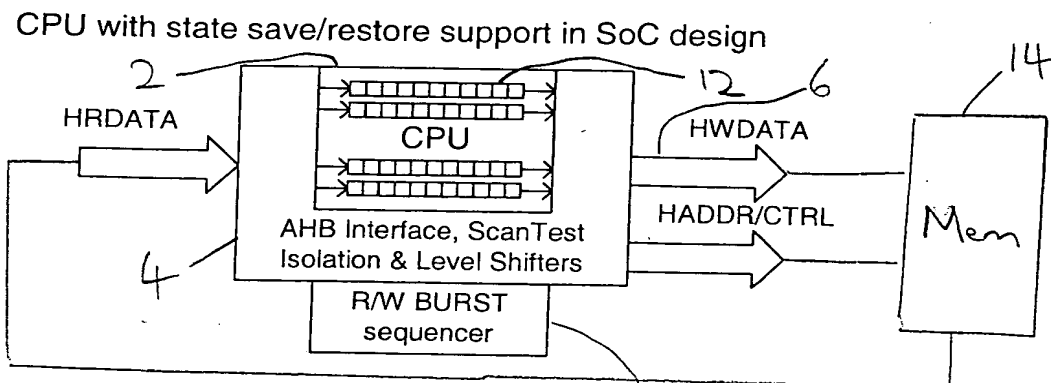 CPU with state save/restore support in SoC design
2
12
6
14
HRDATA
CPU
HWDATA
HADDR/CTRL
Mem
AHB Interface, ScanTest
Isolation & Level Shifters
4
R/W BURST
sequencer